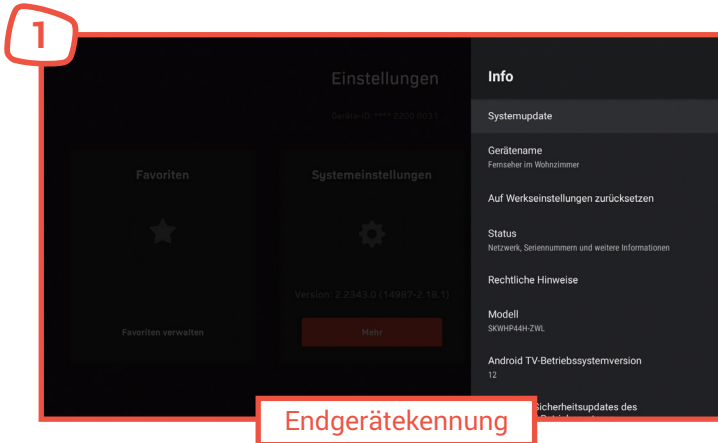 1
Einstellungen
Geräte-ID: **** 2200 0031
Favoriten
Systemeinstellungen
Version: 2.2343.0 (14987-2.18.1)
Favoriten verwalten
Mehr
Info
Systemupdate
Gerätename
Fernseher im Wohnzimmer
Auf Werkseinstellungen zurücksetzen
Status
Netzwerk, Seriennummern und weitere Informationen
Rechtliche Hinweise
Modell
SKWHP44H-ZWL
Android TV-Betriebssystemversion
12
Sicherheitsupdates des
Endgerätekennung